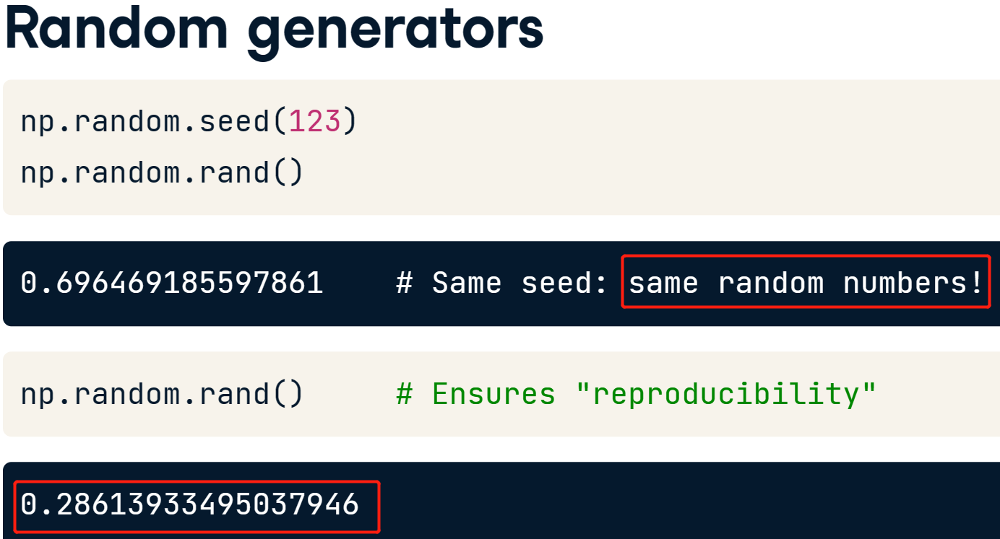 Random generators
np.random.seed(123)
np.random.rand()
0.696469185597861 # Same seed: same random numbers!
np.random.rand() # Ensures "reproducibility"
0.28613933495037946